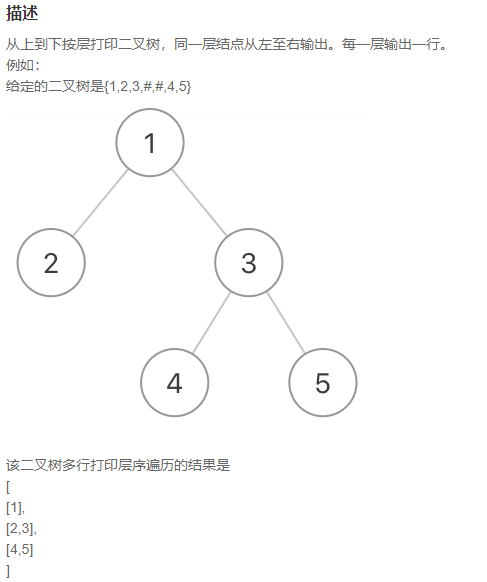 描述
从上到下按层打印二叉树，同一层结点从左至右输出。每一层输出一行。
例如：
给定的二叉树是{1,2,3,#,#,4,5}
1
2 3
4 5
该二叉树多行打印层序遍历的结果是
[
[1],
[2,3],
[4,5]
]